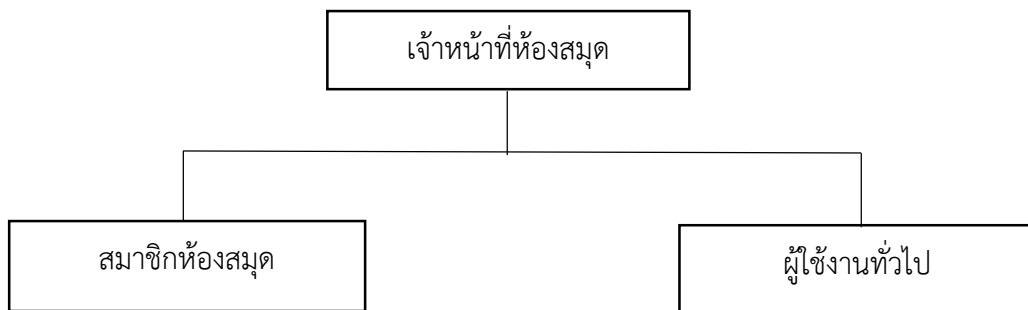 เจ้าหน้าที่ห้องสมุด
สมาชิกห้องสมุด
ผู้ใช้งานทั่วไป